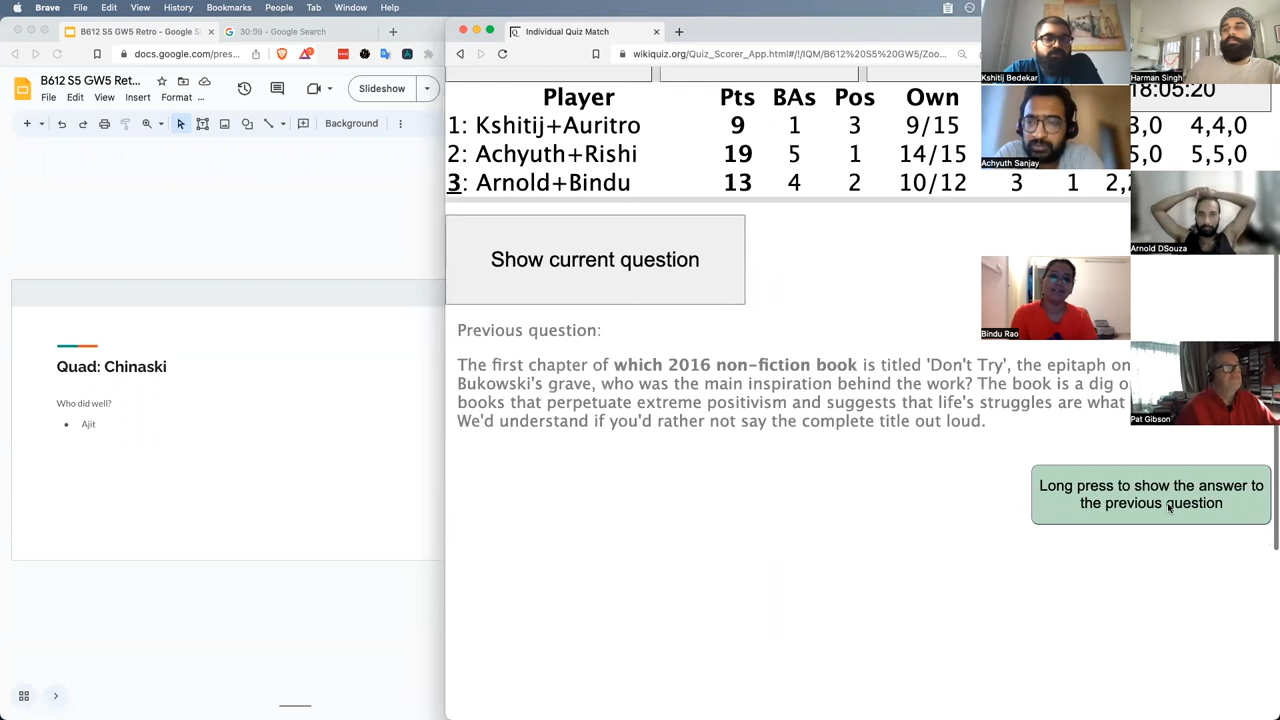 Brave File Edit View History Bookmarks People Tab Window Help
B612 S5 GW5 Retro - Google S
30:09 - Google Search
docs.google.com/pres...
B612 S5 GW5 Retr...
File Edit View Insert Format ...
Slideshow
Background
Quad: Chinaski
Who did well?
● Ajit
Individual Quiz Match
wikiquiz.org/Quiz_Scorer_App.html#/!/IQM/B612%20S5%20GW5/Zoo...
18:05:20
Player Pts BAs Pos Own
1: Kshitij+Auritro 9 1 3 9/15 3,0 4,4,0
2: Achyuth+Rishi 19 5 1 14/15 5,0 5,5,0
3: Arnold+Bindu 13 4 2 10/12 3 1 2,
Show current question
Previous question:
The first chapter of which 2016 non-fiction book is titled 'Don't Try', the epitaph on
Bukowski's grave, who was the main inspiration behind the work? The book is a dig
books that perpetuate extreme positivism and suggests that life's struggles are what
We'd understand if you'd rather not say the complete title out loud.
Long press to show the answer to
the previous question
Kshitij Bedekar
Harman Singh
Achyuth Sanjay
Arnold DSouza
Bindu Rao
Pat Gibson